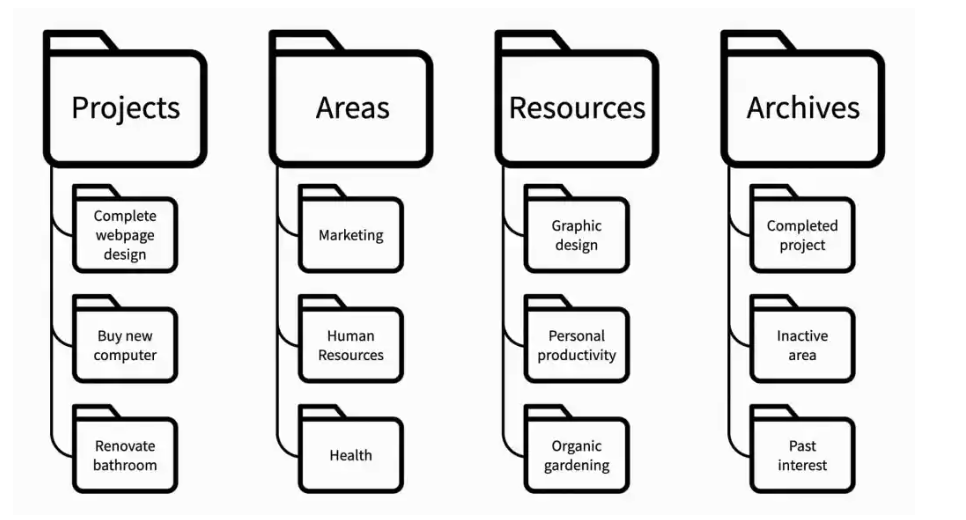 Projects
Areas
Resources
Archives
Complete
webpage
design
Marketing
Graphic
design
Completed
project
Buy new
computer
Human
Resources
Personal
productivity
Inactive
area
Renovate
bathroom
Health
Organic
gardening
Past
interest